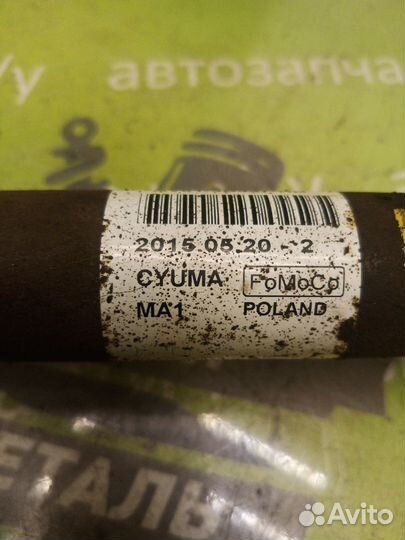 /у автозапча
2015 05 20 - 2
CYUMA FoMoCo
MA1 POLAND
ЕТАЛЬ
Avito